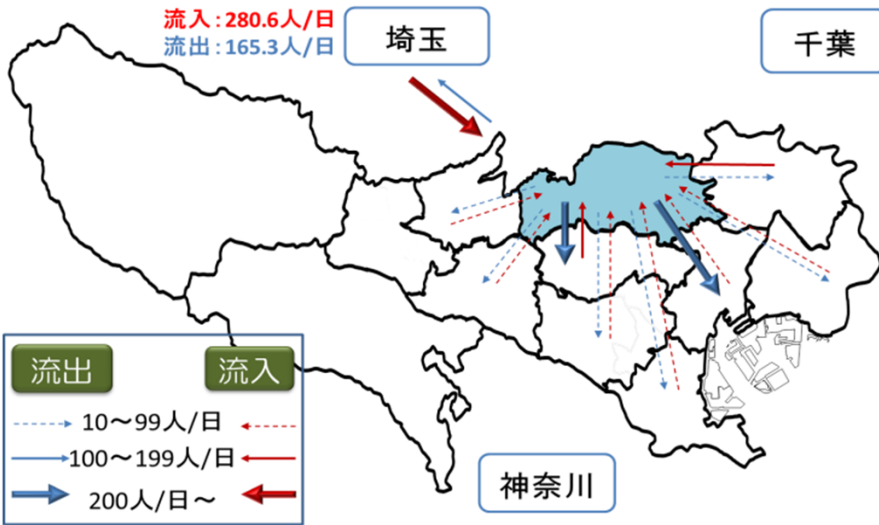 流入：280.6人/日
流出：165.3人/日
埼玉
千葉
流出
流入
10～99人/日
100～199人/日
200人/日～
神奈川